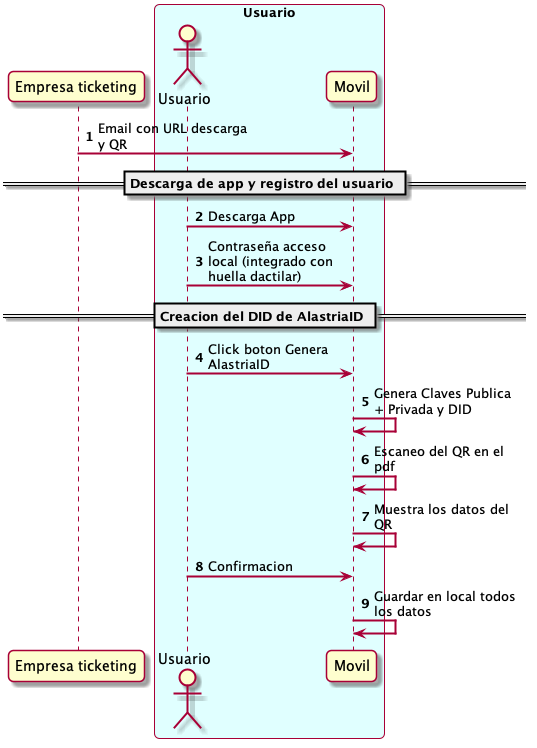 Usuario
Usuario
Empresa ticketing
Movil
1 Email con URL descarga
y QR
Descarga de app y registro del usuario
2 Descarga App
Contraseña acceso
3 local (integrado con
huella dactilar)
Creacion del DID de AlastriaID
4 Click boton Genera
AlastriaID
5 Genera Claves Publica
+ Privada y DID
6 Escaneo del QR en el
pdf
7 Muestra los datos del
QR
8 Confirmacion
9 Guardar en local todos
los datos
Empresa ticketing
Usuario
Movil